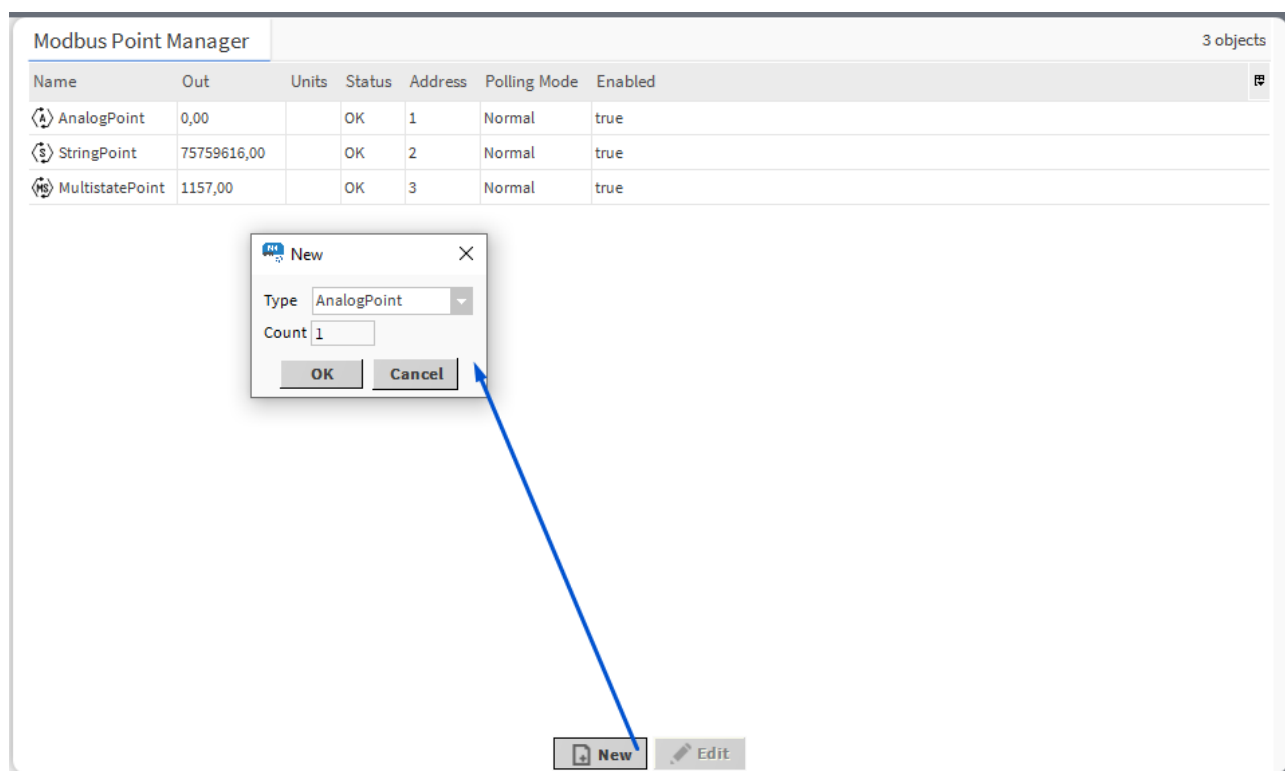 Modbus Point Manager 3 objects
Name Out Units Status Address Polling Mode Enabled
AnalogPoint 0,00 OK 1 Normal true
StringPoint 75759616,00 OK 2 Normal true
MultistatePoint 1157,00 OK 3 Normal true
New
Type AnalogPoint
Count 1
OK Cancel
New Edit